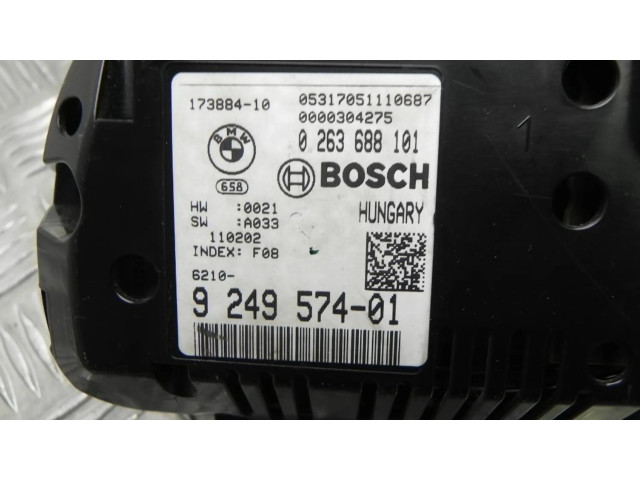 173884-10 05317051110687
0000304275
BMW 0 263 688 101
658 BOSCH
HW :0021 HUNGARY
SW :A033
110202
INDEX: F08
6210-
9 249 574-01
1